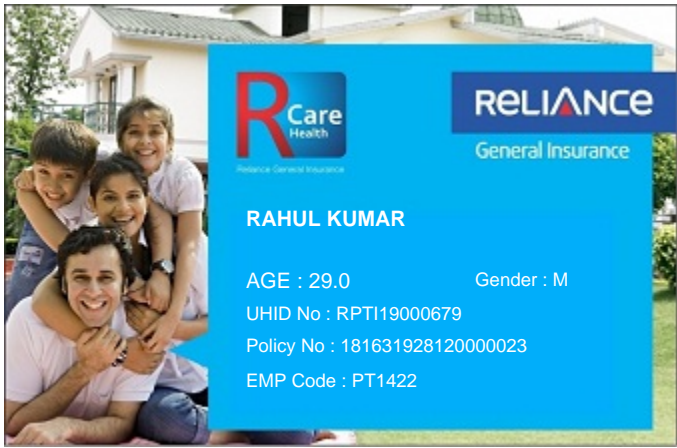 R Care
Health
Reliance General Insurance
RELIANCE
General Insurance
RAHUL KUMAR
AGE : 29.0 Gender : M
UHID No : RPTI19000679
Policy No : 181631928120000023
EMP Code : PT1422